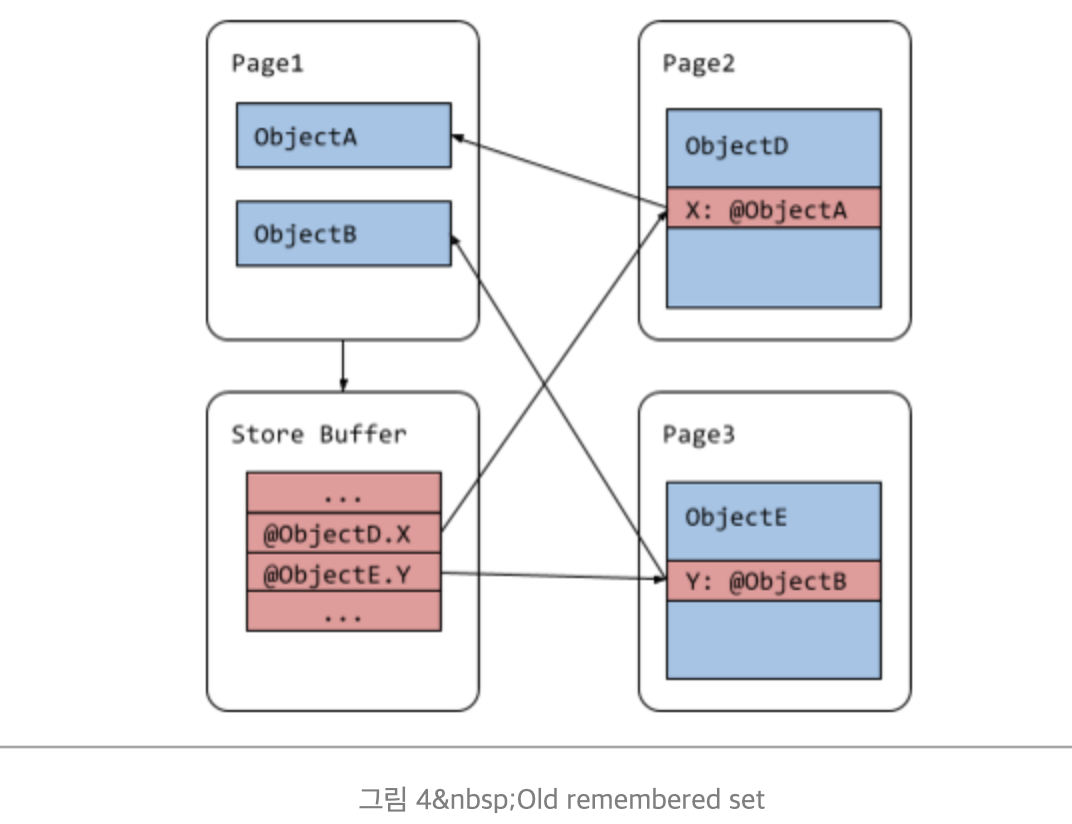 Page1
ObjectA
ObjectB
Page2
ObjectD
X: @ObjectA
Store Buffer
...
@ObjectD.X
@ObjectE.Y
...
Page3
ObjectE
Y: @ObjectB
그림 4&nbsp;Old remembered set